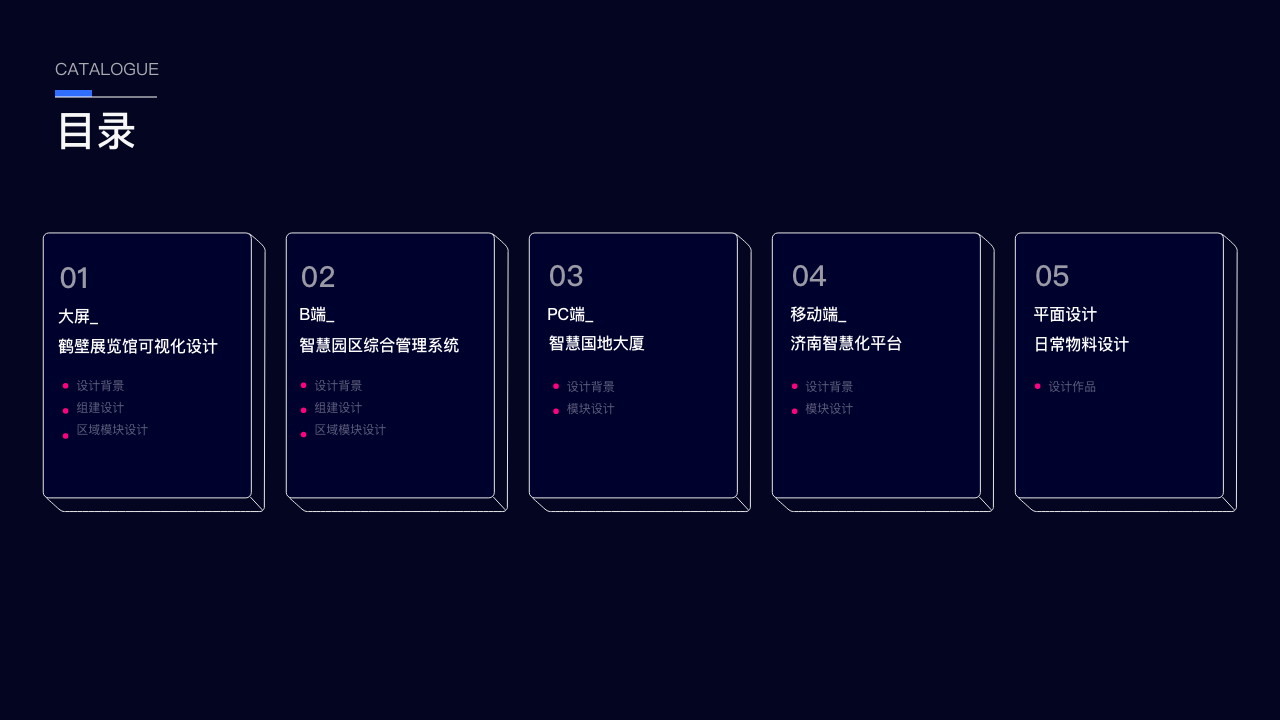 CATALOGUE
目录
01
大屏_
鹤壁展览馆可视化设计
设计背景
组建设计
区域模块设计
02
B端_
智慧园区综合管理系统
设计背景
组建设计
区域模块设计
03
PC端_
智慧国地大厦
设计背景
模块设计
04
移动端_
济南智慧化平台
设计背景
模块设计
05
平面设计
日常物料设计
设计作品